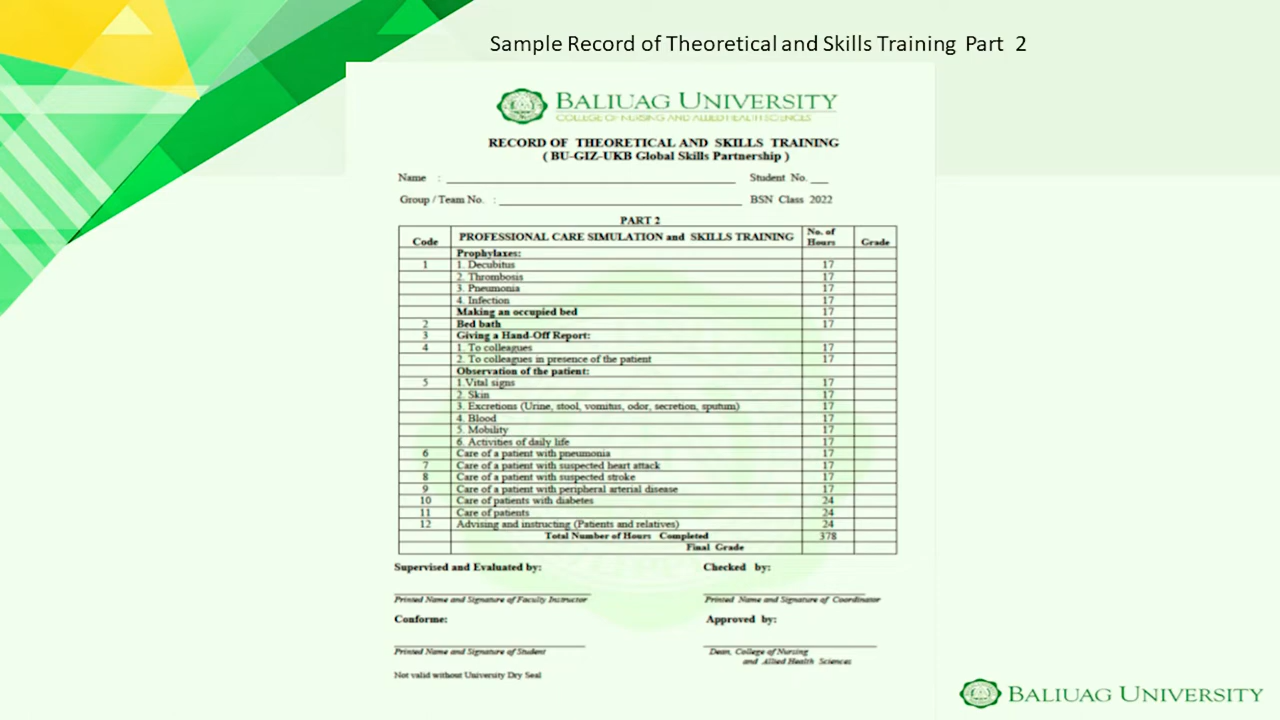 Sample Record of Theoretical and Skills Training Part 2
BALIUAG UNIVERSITY
COLLEGE OF NURSING AND ALLIED HEALTH SCIENCES
RECORD OF THEORETICAL AND SKILLS TRAINING
( BU-GIZ-UKB Global Skills Partnership )
Name : ______ Student No. ___
Group / Team No. : ______ BSN Class 2022
PART 2
Code PROFESSIONAL CARE SIMULATION and SKILLS TRAINING No. of Hours Grade
Prophylaxes:
1 1. Decubitus 17
2. Thrombosis 17
3. Pneumonia 17
4. Infection 17
Making an occupied bed 17
2 Bed bath 17
3 Giving a Hand-Off Report:
4 1. To colleagues 17
2. To colleagues in presence of the patient 17
Observation of the patient:
5 1.Vital signs 17
2. Skin 17
3. Excretions (Urine, stool, vomitus, odor, secretion, sputum) 17
4. Blood 17
5. Mobility 17
6. Activities of daily life 17
6 Care of a patient with pneumonia 17
7 Care of a patient with suspected heart attack 17
8 Care of a patient with suspected stroke 17
9 Care of a patient with peripheral arterial disease 17
10 Care of patients with diabetes 24
11 Care of patients 24
12 Advising and instructing (Patients and relatives) 24
Total Number of Hours Completed 378
Final Grade
Supervised and Evaluated by: Checked by:
Printed Name and Signature of Faculty Instructor Printed Name and Signature of Coordinator
Conforme: Approved by:
Printed Name and Signature of Student Dean, College of Nursing
and Allied Health Sciences
Not valid without University Dry Seal
BALIUAG UNIVERSITY